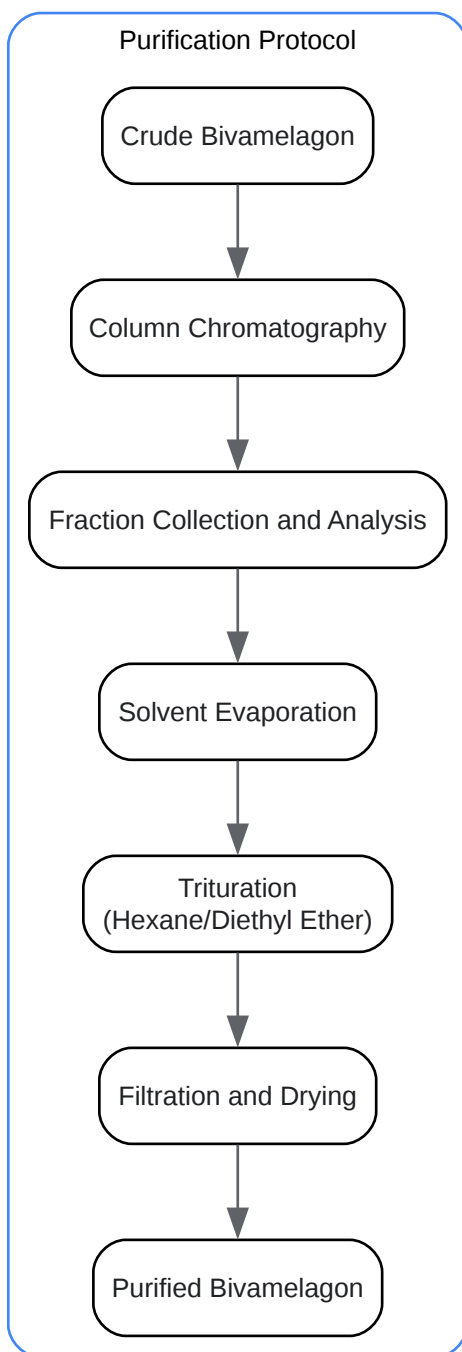 Purification Protocol
Crude Bivamelagon
Column Chromatography
Fraction Collection and Analysis
Solvent Evaporation
Trituration
(Hexane/Diethyl Ether)
Filtration and Drying
Purified Bivamelagon